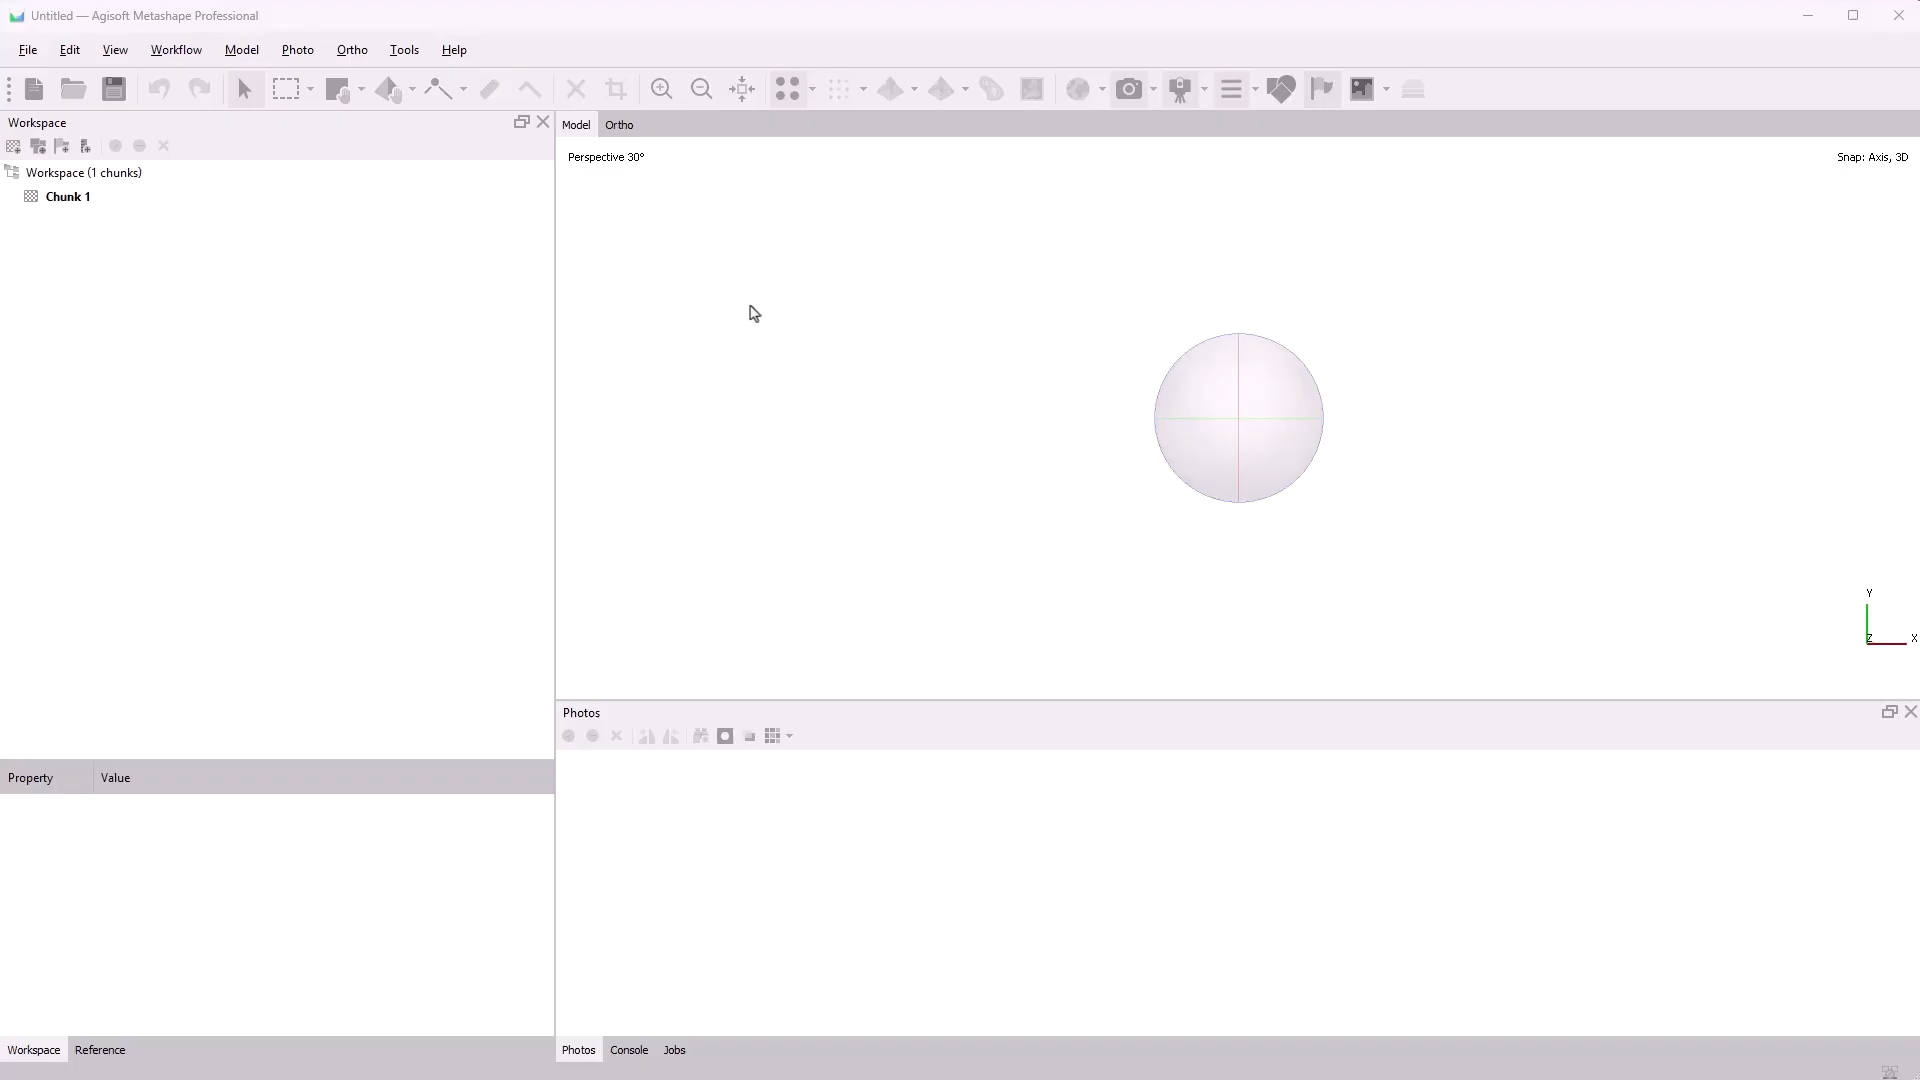 Untitled — Agisoft Metashape Professional
File Edit View Workflow Model Photo Ortho Tools Help
Workspace
Model Ortho
Perspective 30°
Snap: Axis, 3D
Workspace (1 chunks)
Chunk 1
Y
Z X
Photos
Property Value
Workspace Reference
Photos Console Jobs